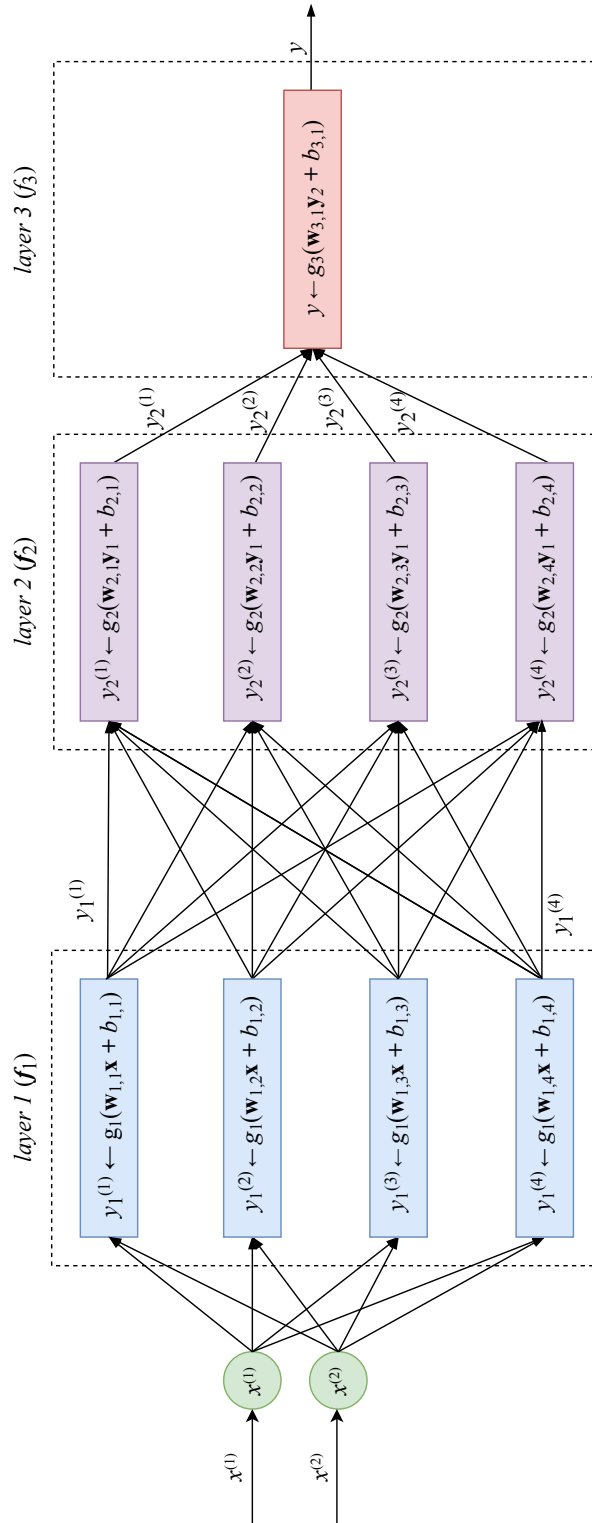 layer 1 (f₁)
layer 2 (f₂)
layer 3 (f₃)
x⁽¹⁾
x⁽²⁾
x⁽¹⁾
x⁽²⁾
y₁⁽¹⁾ ← g₁(w₁,₁x + b₁,₁)
y₁⁽²⁾ ← g₁(w₁,₂x + b₁,₂)
y₁⁽³⁾ ← g₁(w₁,₃x + b₁,₃)
y₁⁽⁴⁾ ← g₁(w₁,₄x + b₁,₄)
y₁⁽¹⁾
y₁⁽⁴⁾
y₂⁽¹⁾ ← g₂(w₂,₁y₁ + b₂,₁)
y₂⁽²⁾ ← g₂(w₂,₂y₁ + b₂,₂)
y₂⁽³⁾ ← g₂(w₂,₃y₁ + b₂,₃)
y₂⁽⁴⁾ ← g₂(w₂,₄y₁ + b₂,₄)
y₂⁽¹⁾
y₂⁽²⁾
y₂⁽³⁾
y₂⁽⁴⁾
y ← g₃(w₃,₁y₂ + b₃,₁)
y